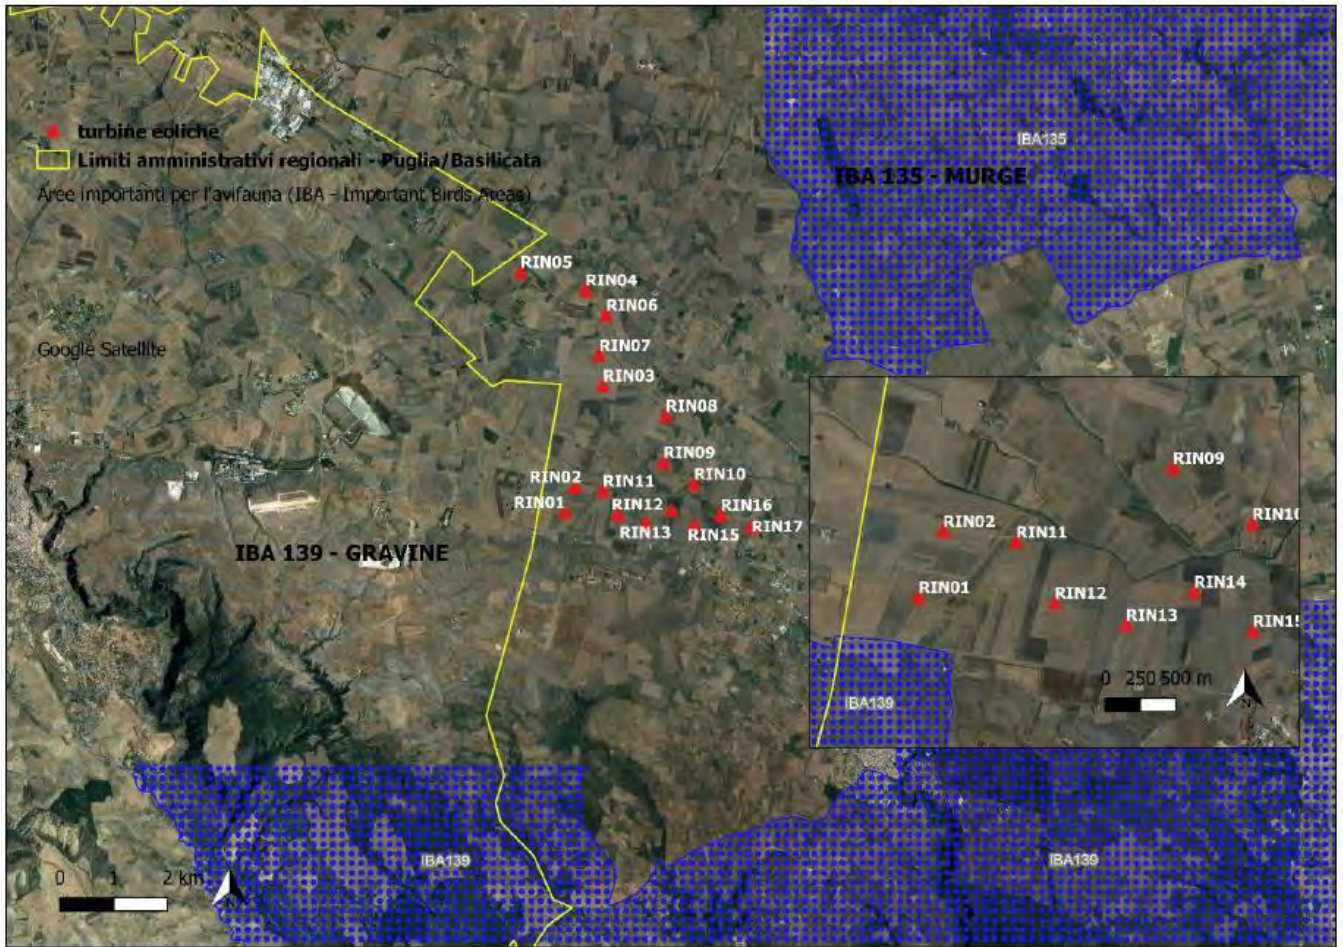 IBA135
turbine eoliche
Limiti amministrativi regionali - Puglia/Basilicata
IBA 135 - MURGE
Aree importanti per l'avifauna (IBA - Important Birds Areas)
RIN05
RIN04
RIN06
Google Satellite
RIN07
RIN03
RIN08
RIN09
RIN02
RIN11
RIN10
RIN01
RIN12
RIN16
RIN13
RIN15
RIN17
IBA 139 - GRAVINE
RIN09
RIN02
RIN11
RIN10
RIN01
RIN12
RIN14
RIN13
RIN15
0 250 500 m
N
IBA139
IBA139
IBA139
0 1 2 km
N